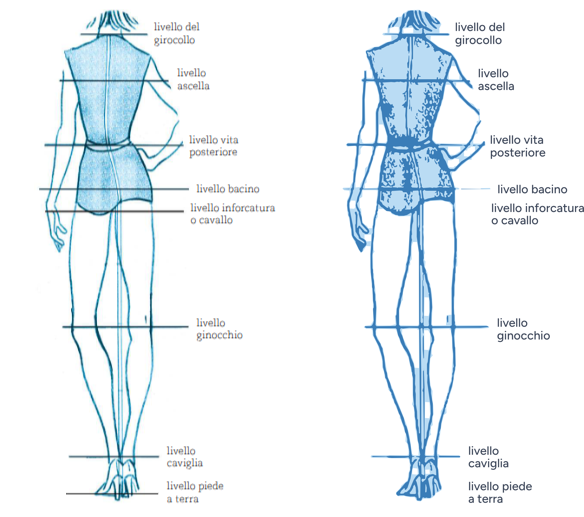 livello del
girocollo
livello
ascella
livello vita
posteriore
livello bacino
livello inforcatura
o cavallo
livello
ginocchio
livello
caviglia
livello piede
a terra
livello del
girocollo
livello
ascella
livello vita
posteriore
livello bacino
livello inforcatura
o cavallo
livello
ginocchio
livello
caviglia
livello piede
a terra